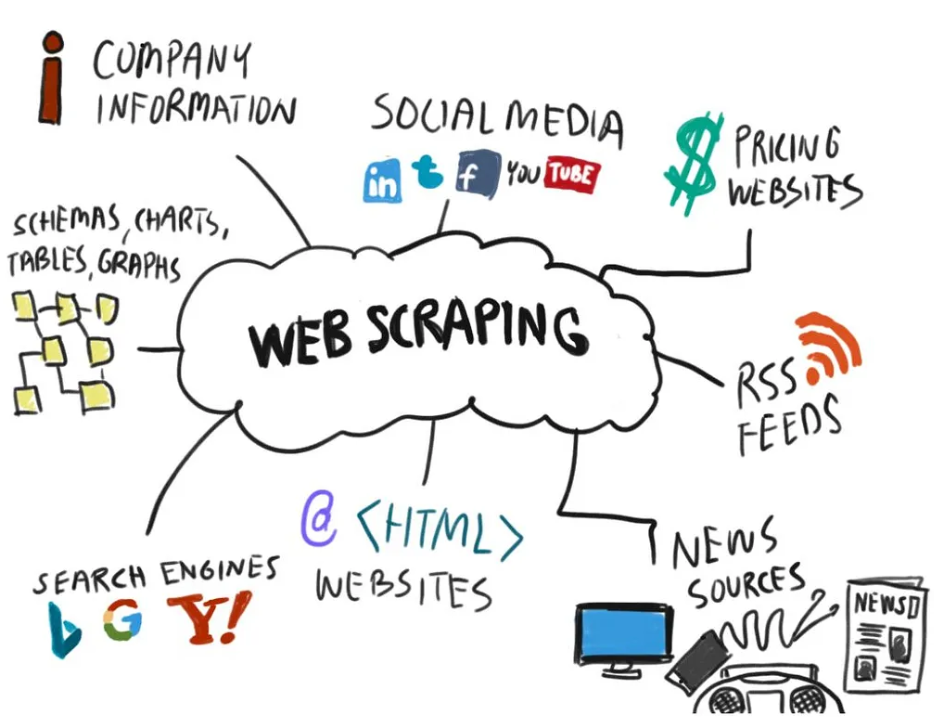 i COMPANY
INFORMATION
SOCIAL MEDIA
in t f YOU TUBE
$ PRICING
WEBSITES
SCHEMAS, CHARTS,
TABLES, GRAPHS
WEB SCRAPING
RSS
FEEDS
@ <HTML>
WEBSITES
SEARCH ENGINES
b G Y!
NEWS
SOURCES
NEWS